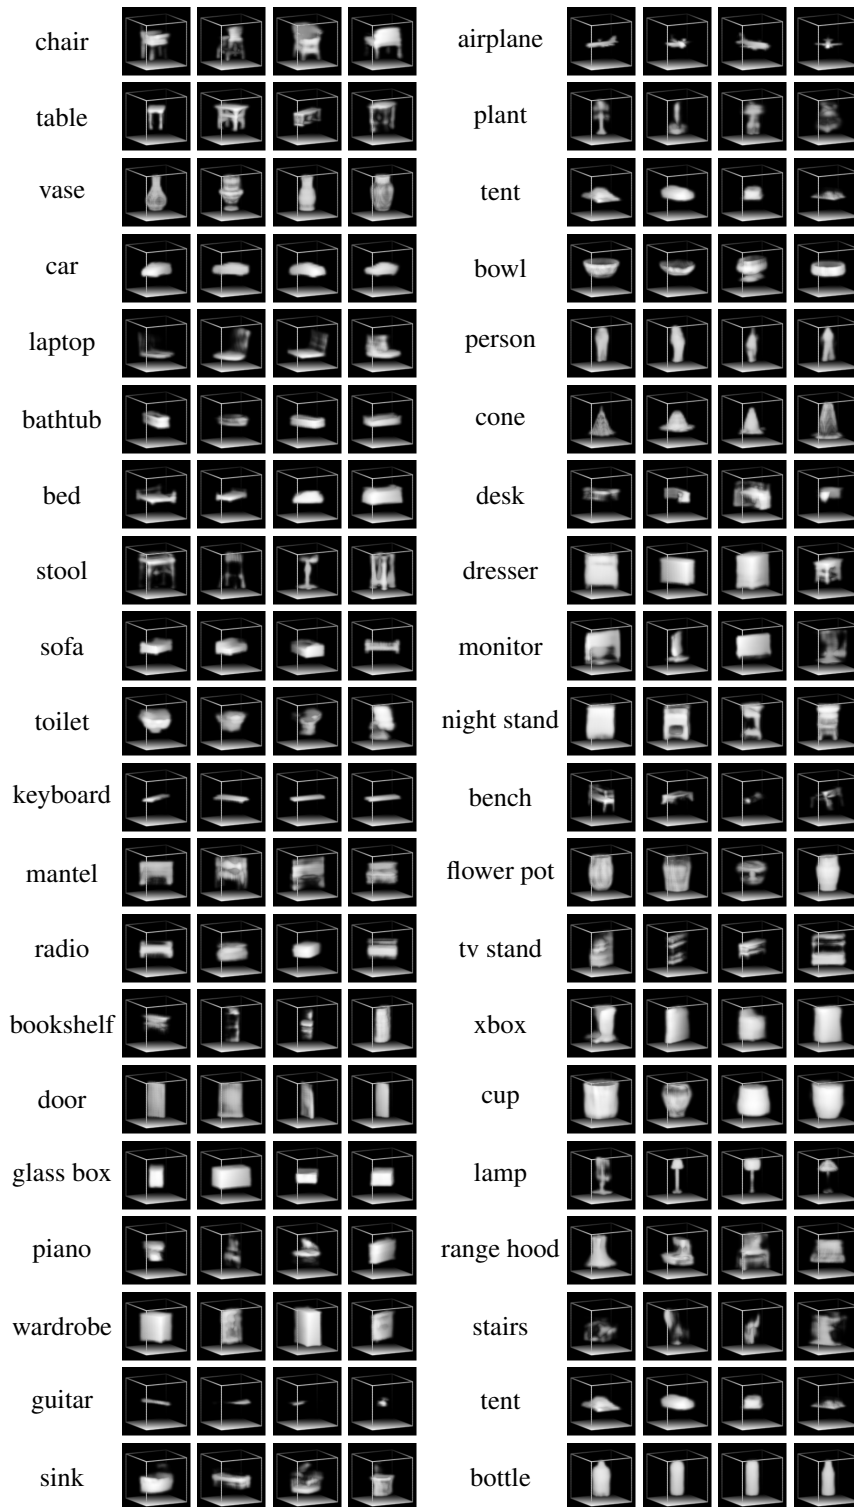 chair
table
vase
car
laptop
bathtub
bed
stool
sofa
toilet
keyboard
mantel
radio
bookshelf
door
glass box
piano
wardrobe
guitar
sink
airplane
plant
tent
bowl
person
cone
desk
dresser
monitor
night stand
bench
flower pot
tv stand
xbox
cup
lamp
range hood
stairs
tent
bottle